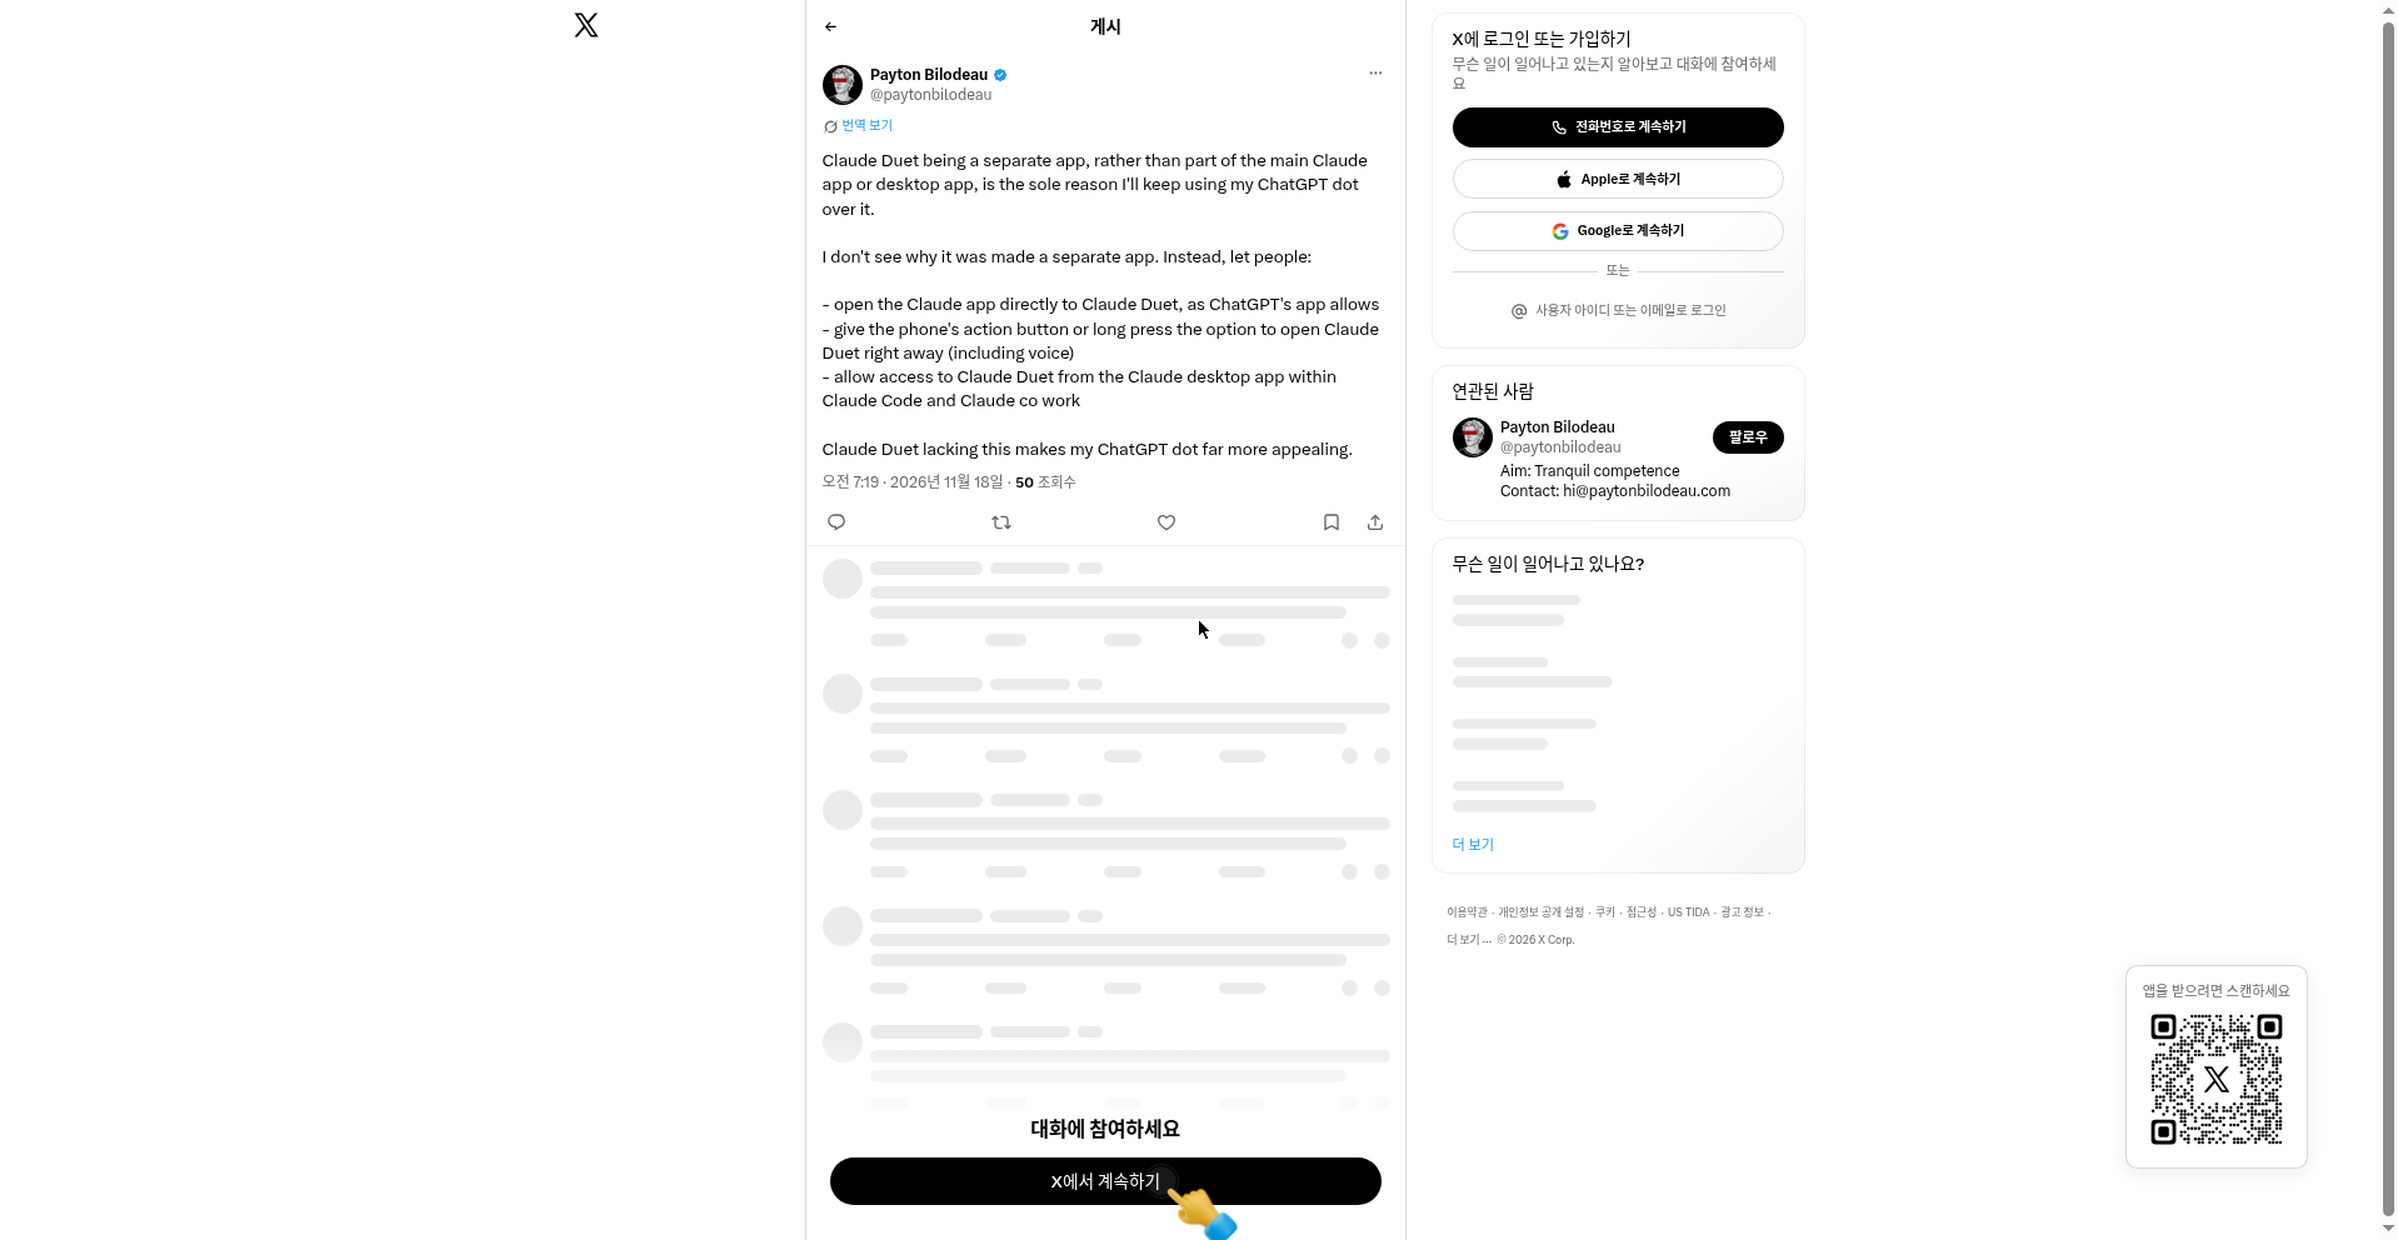 게시
Payton Bilodeau
@paytonbilodeau
번역 보기
Claude Duet being a separate app, rather than part of the main Claude
app or desktop app, is the sole reason I'll keep using my ChatGPT dot
over it.
I don't see why it was made a separate app. Instead, let people:
- open the Claude app directly to Claude Duet, as ChatGPT's app allows
- give the phone's action button or long press the option to open Claude
Duet right away (including voice)
- allow access to Claude Duet from the Claude desktop app within
Claude Code and Claude co work
Claude Duet lacking this makes my ChatGPT dot far more appealing.
오전 7:19 · 2026년 11월 18일 · 50 조회수
대화에 참여하세요
X에서 계속하기
X에 로그인 또는 가입하기
무슨 일이 일어나고 있는지 알아보고 대화에 참여하세
요
전화번호로 계속하기
Apple로 계속하기
Google로 계속하기
또는
사용자 아이디 또는 이메일로 로그인
연관된 사람
Payton Bilodeau
@paytonbilodeau
팔로우
Aim: Tranquil competence
Contact: hi@paytonbilodeau.com
무슨 일이 일어나고 있나요?
더 보기
이용약관 · 개인정보 공개 설정 · 쿠키 · 접근성 · US TIDA · 광고 정보 ·
더 보기 ... © 2026 X Corp.
앱을 받으려면 스캔하세요